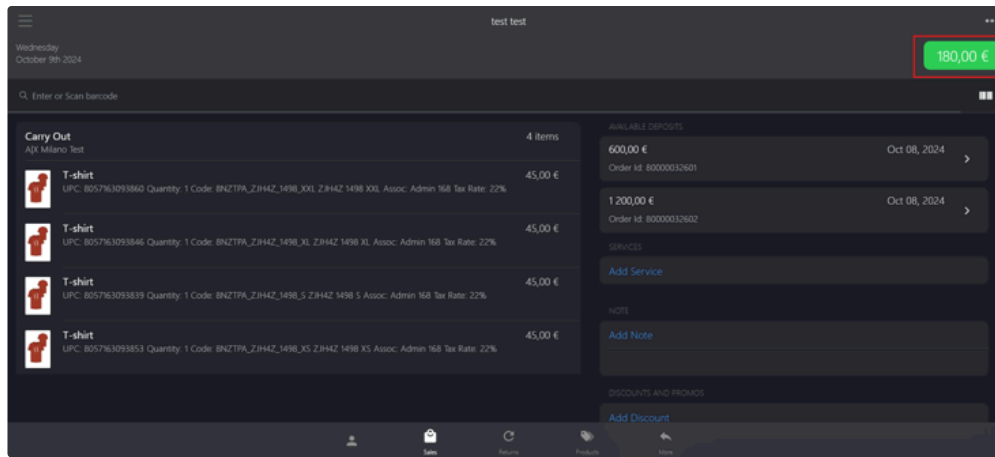 test test
Wednesday
October 9th 2024
180,00 €
Enter or Scan barcode
Carry Out
4 items
AJX Milano Test
T-shirt
45,00 €
UPC: 8057163093860 Quantity: 1 Code: 8NZTPA_ZJH4Z_1498_XXL ZJH4Z 1498 XXL Assoc: Admin 168 Tax Rate: 22%
T-shirt
45,00 €
UPC: 8057163093846 Quantity: 1 Code: 8NZTPA_ZJH4Z_1498_XL ZJH4Z 1498 XL Assoc: Admin 168 Tax Rate: 22%
T-shirt
45,00 €
UPC: 8057163093839 Quantity: 1 Code: 8NZTPA_ZJH4Z_1498_S ZJH4Z 1498 S Assoc: Admin 168 Tax Rate: 22%
T-shirt
45,00 €
UPC: 8057163093853 Quantity: 1 Code: 8NZTPA_ZJH4Z_1498_XS ZJH4Z 1498 XS Assoc: Admin 168 Tax Rate: 22%
AVAILABLE DEPOSITS
600,00 €
Oct 08, 2024
Order Id: 80000032601
1 200,00 €
Oct 08, 2024
Order Id: 80000032602
SERVICES
Add Service
NOTE
Add Note
DISCOUNTS AND PROMOS
Add Discount
Sales
Returns
Products
More